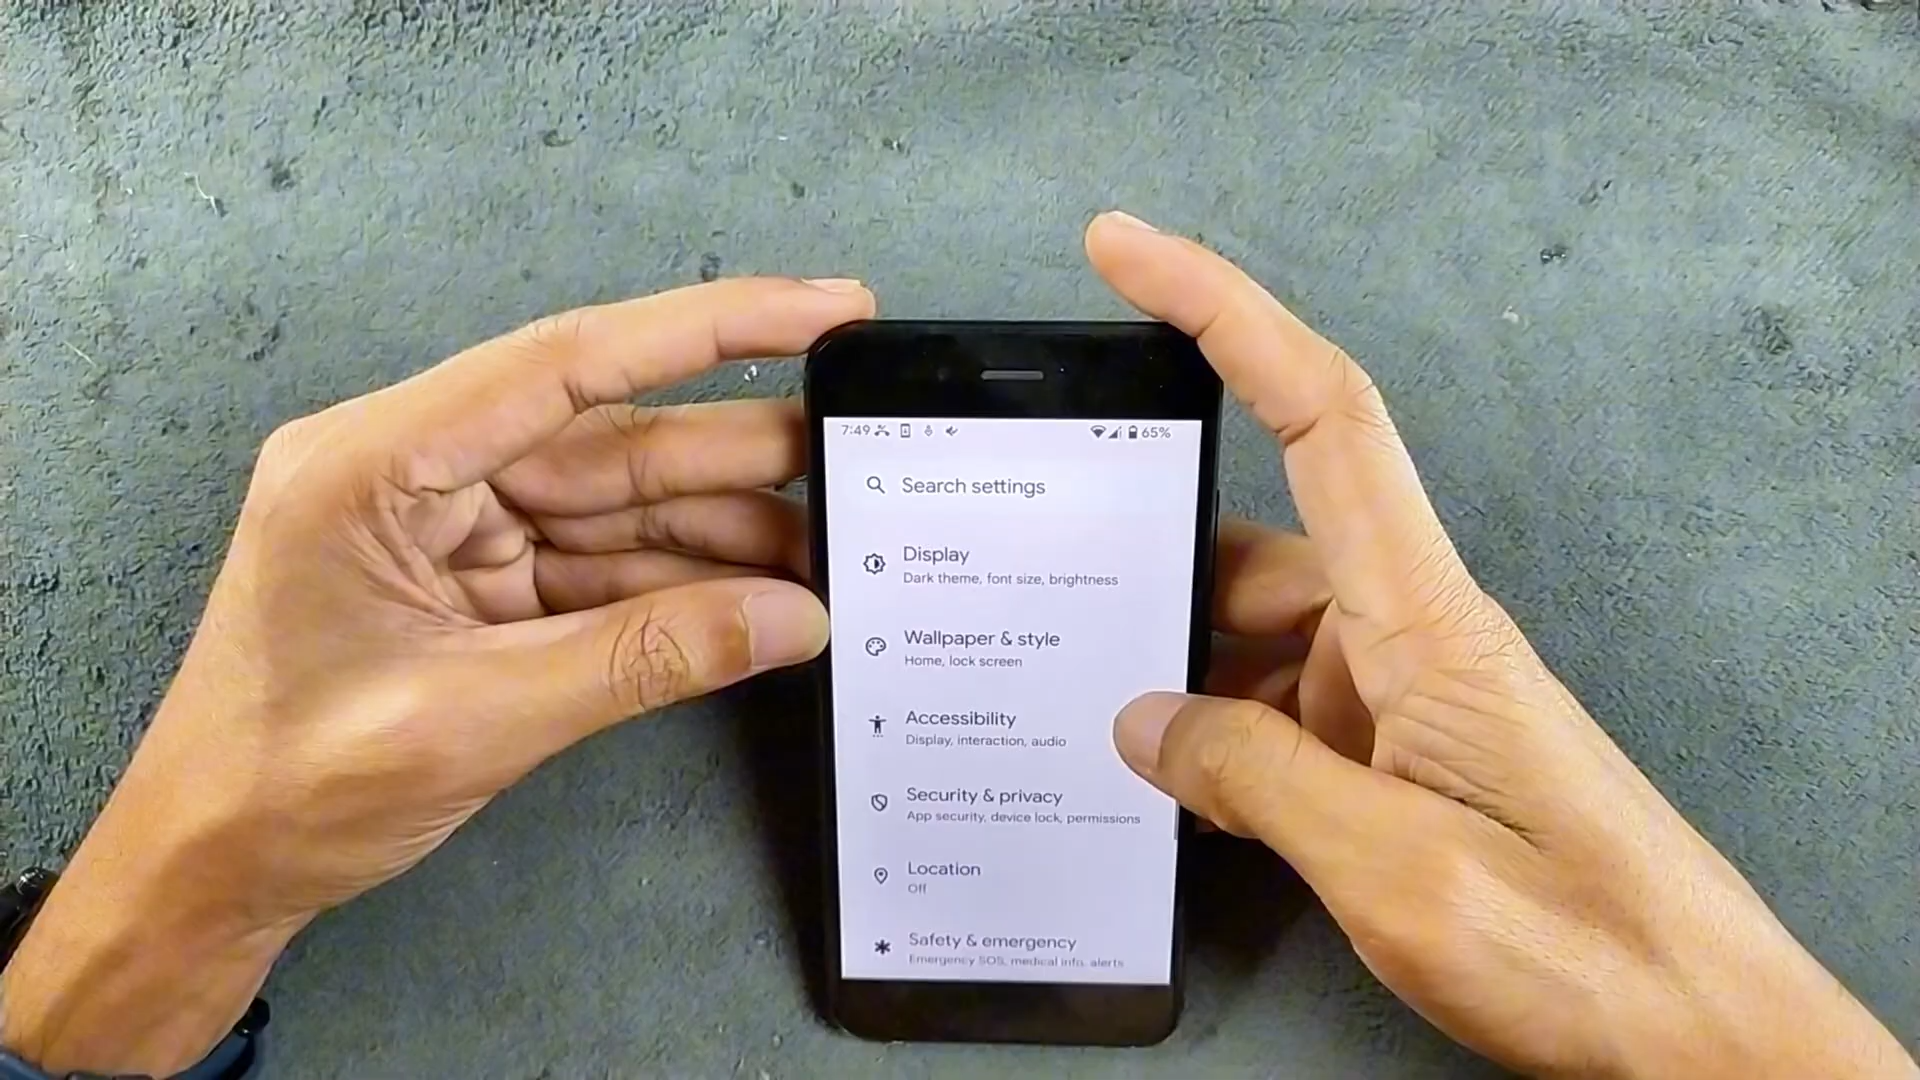 7:49 65%
Search settings
Display
Dark theme, font size, brightness
Wallpaper & style
Home, lock screen
Accessibility
Display, interaction, audio
Security & privacy
App security, device lock, permissions
Location
Off
Safety & emergency
Emergency SOS, medical info, alerts